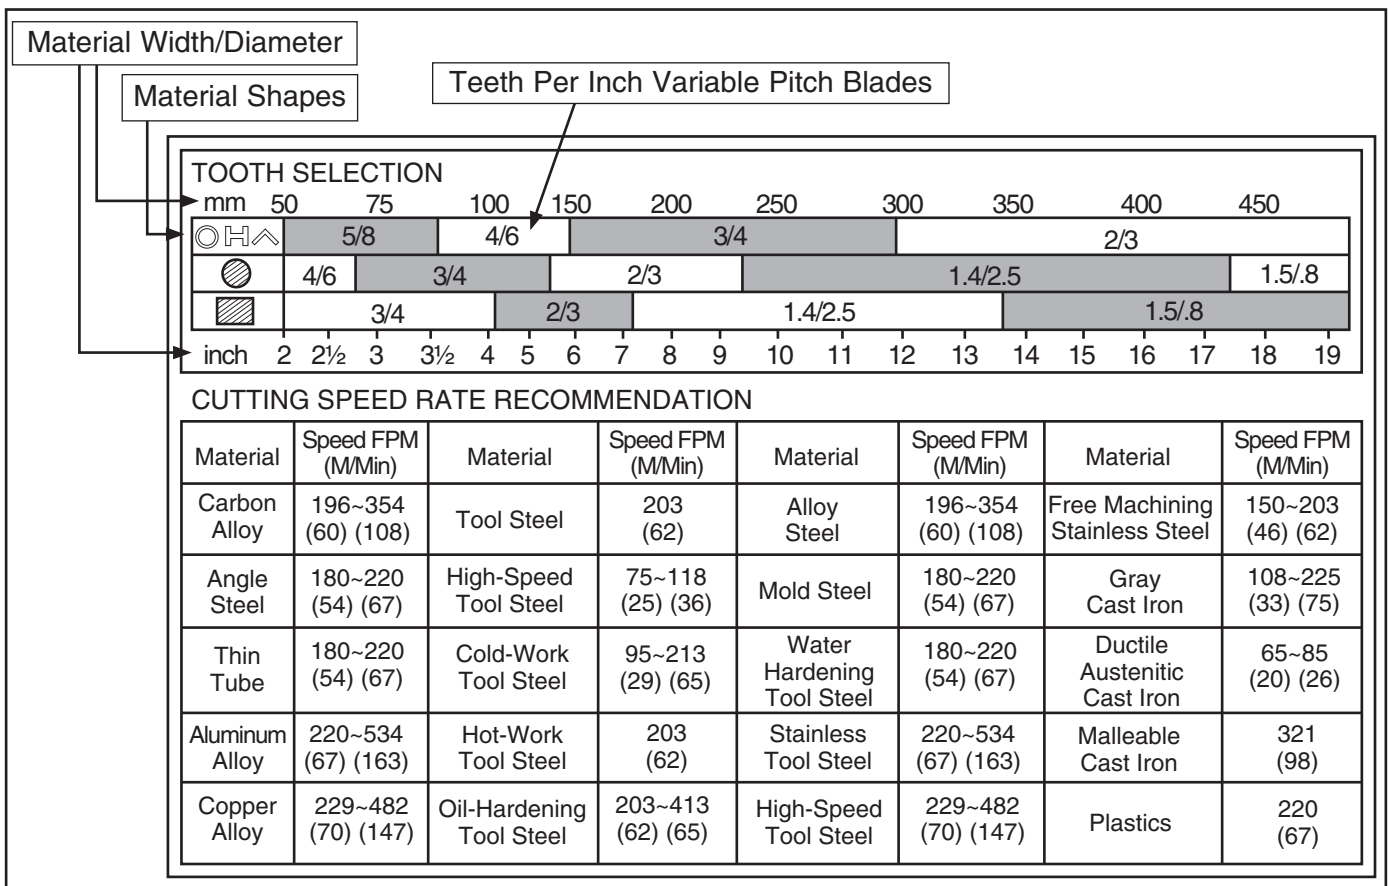 Material Width/Diameter
Material Shapes
Teeth Per Inch Variable Pitch Blades
TOOTH SELECTION
mm 50 75 100 150 200 250 300 350 400 450
5/8 4/6 3/4 2/3
4/6 3/4 2/3 1.4/2.5 1.5/.8
3/4 2/3 1.4/2.5 1.5/.8
inch 2 2½ 3 3½ 4 5 6 7 8 9 10 11 12 13 14 15 16 17 18 19
CUTTING SPEED RATE RECOMMENDATION
Material Speed FPM (M/Min) Material Speed FPM (M/Min) Material Speed FPM (M/Min) Material Speed FPM (M/Min)
Carbon Alloy 196~354 (60) (108) Tool Steel 203 (62) Alloy Steel 196~354 (60) (108) Free Machining Stainless Steel 150~203 (46) (62)
Angle Steel 180~220 (54) (67) High-Speed Tool Steel 75~118 (25) (36) Mold Steel 180~220 (54) (67) Gray Cast Iron 108~225 (33) (75)
Thin Tube 180~220 (54) (67) Cold-Work Tool Steel 95~213 (29) (65) Water Hardening Tool Steel 180~220 (54) (67) Ductile Austenitic Cast Iron 65~85 (20) (26)
Aluminum Alloy 220~534 (67) (163) Hot-Work Tool Steel 203 (62) Stainless Tool Steel 220~534 (67) (163) Malleable Cast Iron 321 (98)
Copper Alloy 229~482 (70) (147) Oil-Hardening Tool Steel 203~413 (62) (65) High-Speed Tool Steel 229~482 (70) (147) Plastics 220 (67)